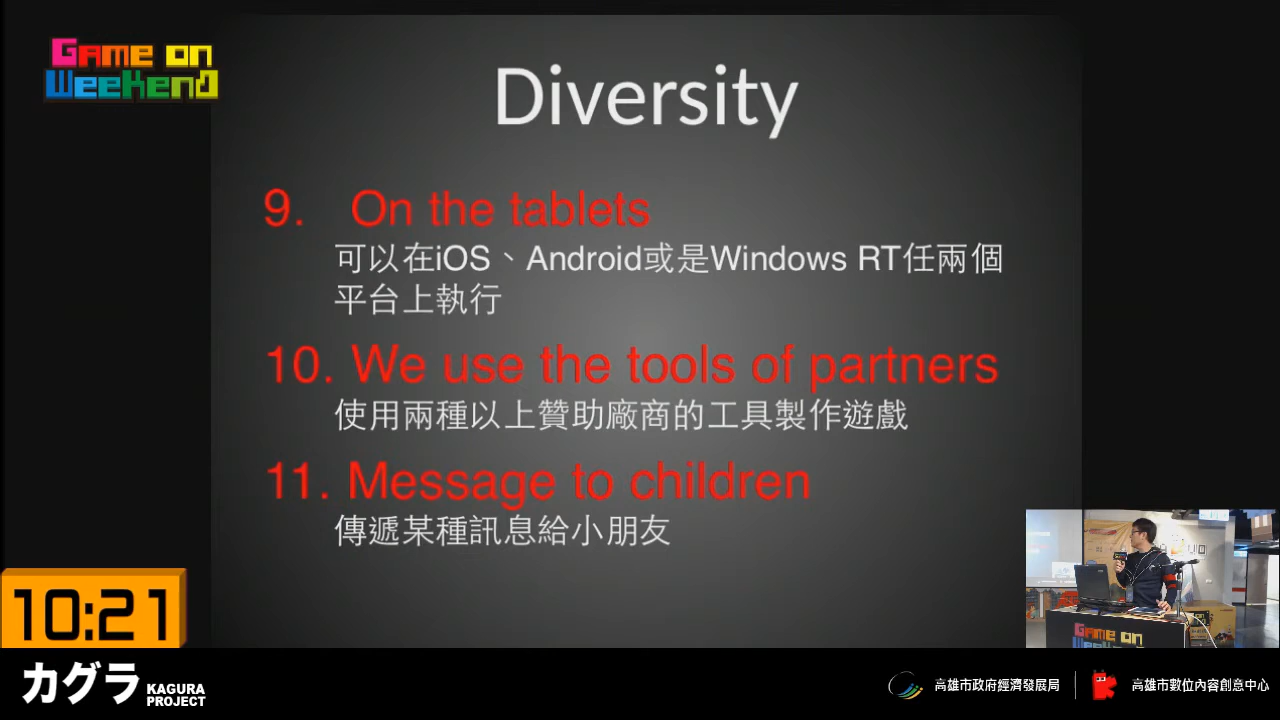 Game on
Weekend
Diversity
9. On the tablets
可以在iOS、Android或是Windows RT任兩個
平台上執行
10. We use the tools of partners
使用兩種以上贊助廠商的工具製作遊戲
11. Message to children
傳遞某種訊息給小朋友
Game on
Weekend
10:21
カグラ
KAGURA
PROJECT
高雄市政府經濟發展局
高雄市數位內容創意中心